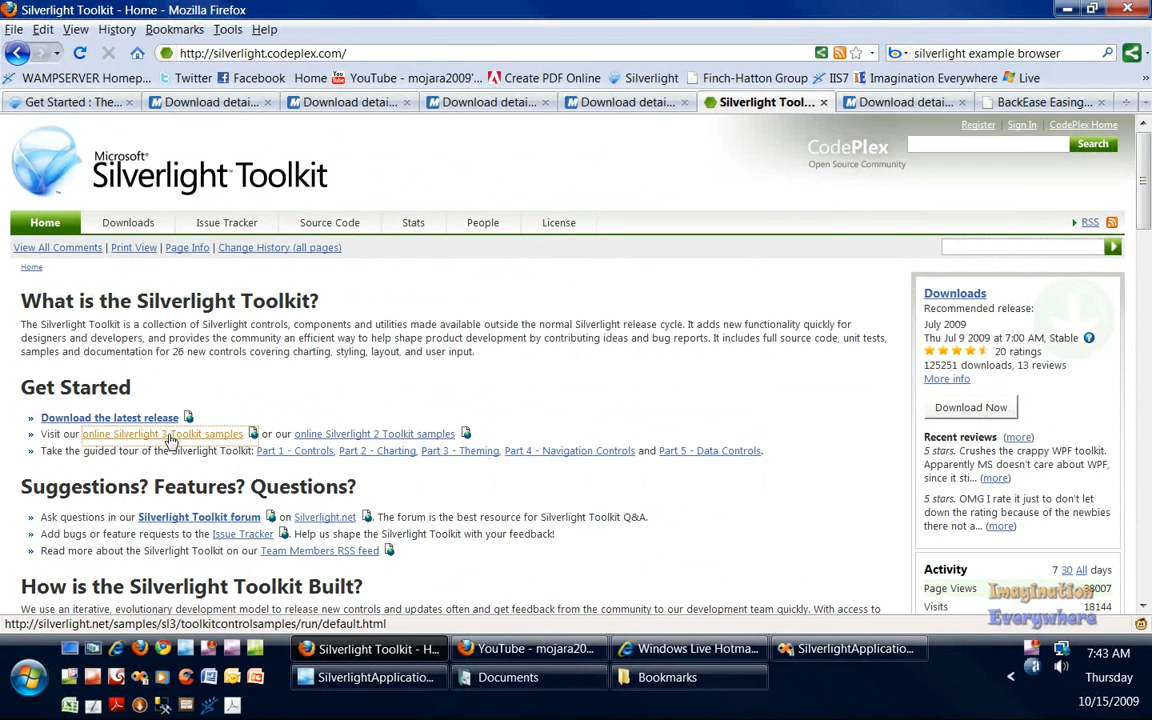 Silverlight Toolkit - Home - Mozilla Firefox
File Edit View History Bookmarks Tools Help
http://silverlight.codeplex.com/
silverlight example browser
WAMPSERVER Homep... Twitter Facebook Home YouTube - mojara2009'... Create PDF Online Silverlight Finch-Hatton Group IIS7 Imagination Everywhere Live
Get Started : The... Download detai... Download detai... Download detai... Download detai... Silverlight Tool... Download detai... BackEase Easing...
Register | Sign In | CodePlex Home
Microsoft® Silverlight™ Toolkit
CodePlex
Open Source Community
Search
Home Downloads Issue Tracker Source Code Stats People License RSS
View All Comments | Print View | Page Info | Change History (all pages)
Home
What is the Silverlight Toolkit?
The Silverlight Toolkit is a collection of Silverlight controls, components and utilities made available outside the normal Silverlight release cycle. It adds new functionality quickly for
designers and developers, and provides the community an efficient way to help shape product development by contributing ideas and bug reports. It includes full source code, unit tests,
samples and documentation for 26 new controls covering charting, styling, layout, and user input.
Get Started
» Download the latest release
» Visit our online Silverlight 3 Toolkit samples or our online Silverlight 2 Toolkit samples
» Take the guided tour of the Silverlight Toolkit: Part 1 - Controls, Part 2 - Charting, Part 3 - Theming, Part 4 - Navigation Controls and Part 5 - Data Controls.
Suggestions? Features? Questions?
» Ask questions in our Silverlight Toolkit forum on Silverlight.net. The forum is the best resource for Silverlight Toolkit Q&A.
» Add bugs or feature requests to the Issue Tracker. Help us shape the Silverlight Toolkit with your feedback!
» Read more about the Silverlight Toolkit on our Team Members RSS feed
How is the Silverlight Toolkit Built?
We use an iterative, evolutionary development model to release new controls and updates often and get feedback from the community to our development team quickly. With access to
Downloads
Recommended release:
July 2009
Thu Jul 9 2009 at 7:00 AM, Stable
20 ratings
125251 downloads, 13 reviews
More info
Download Now
Recent reviews (more)
5 stars. Crushes the crappy WPF toolkit.
Apparently MS doesn't care about WPF,
since it sti... (more)
5 stars. OMG I rate it just to don't let
down the rating because of the newbies
there not a... (more)
Activity 7 30 All days
Page Views 38007
Visits 18144
Imagination
Everywhere
http://silverlight.net/samples/sl3/toolkitcontrolsamples/run/default.html
Silverlight Toolkit - H... YouTube - mojara20... Windows Live Hotma... SilverlightApplicatio...
SilverlightApplicatio... Documents Bookmarks
7:43 AM
Thursday
10/15/2009